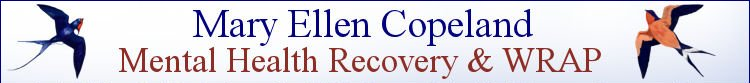 Mary Ellen Copeland
Mental Health Recovery & WRAP